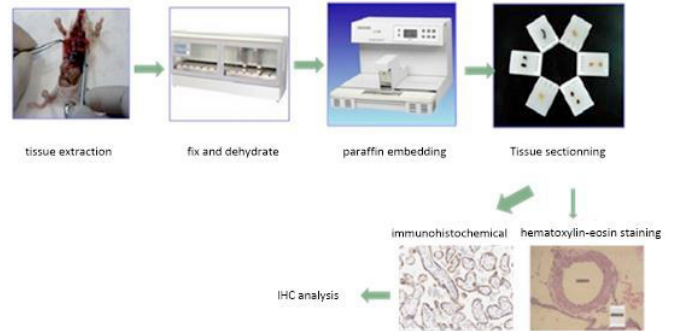 tissue extraction
fix and dehydrate
paraffin embedding
Tissue sectionning
immunohistochemical
hematoxylin-eosin staining
IHC analysis